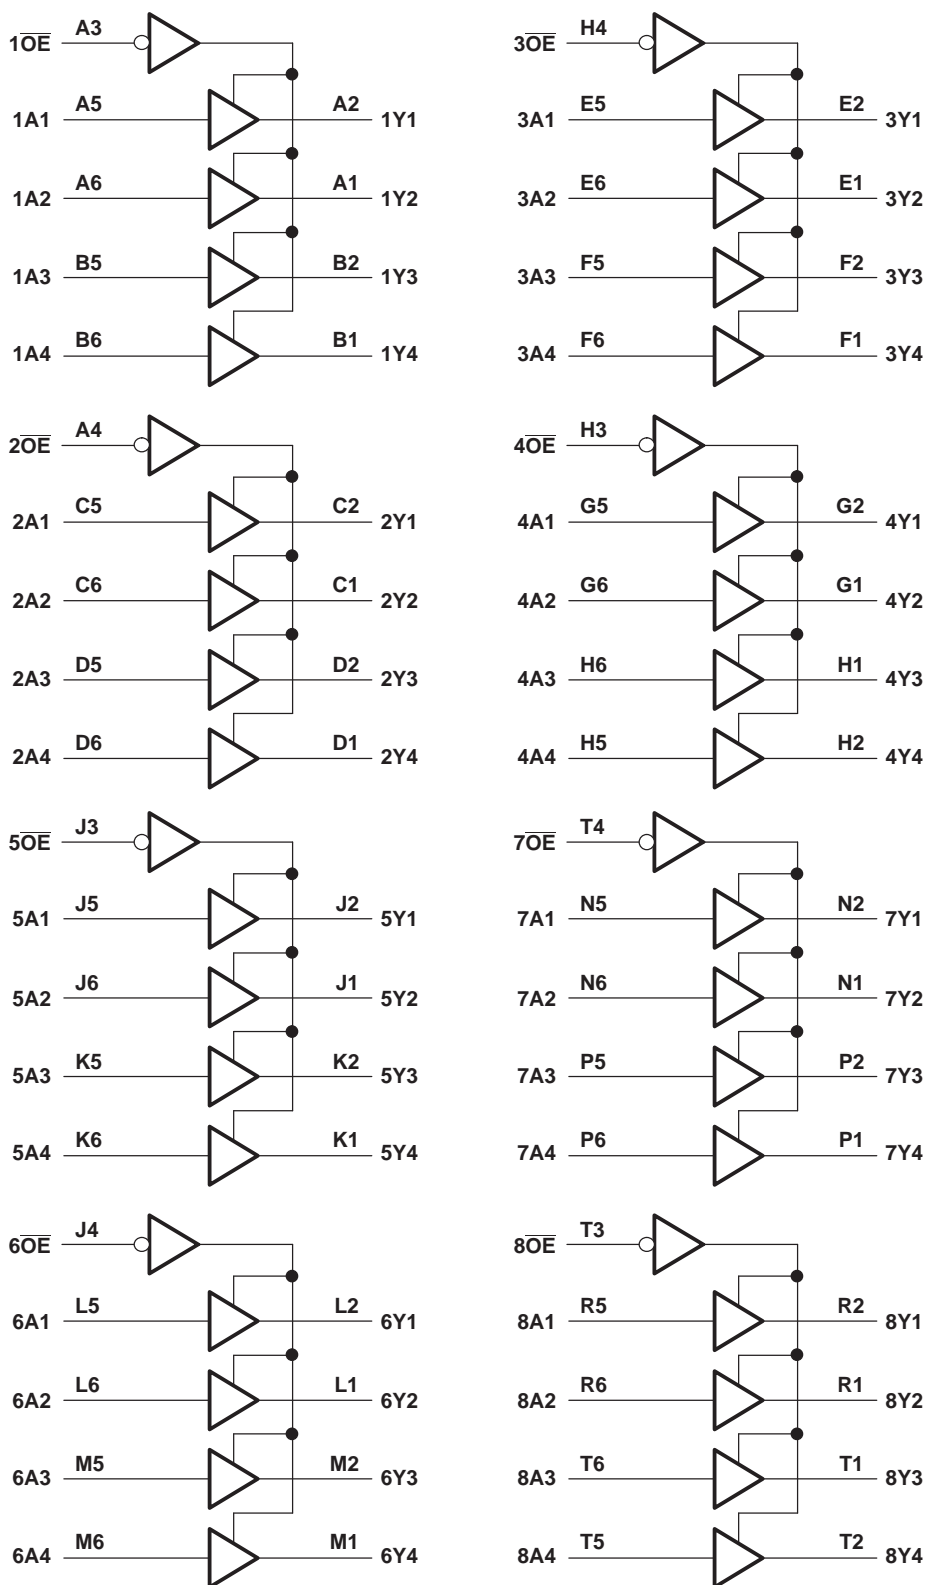 1OE A3
1A1 A5 A2 1Y1
1A2 A6 A1 1Y2
1A3 B5 B2 1Y3
1A4 B6 B1 1Y4
3OE H4
3A1 E5 E2 3Y1
3A2 E6 E1 3Y2
3A3 F5 F2 3Y3
3A4 F6 F1 3Y4
2OE A4
2A1 C5 C2 2Y1
2A2 C6 C1 2Y2
2A3 D5 D2 2Y3
2A4 D6 D1 2Y4
4OE H3
4A1 G5 G2 4Y1
4A2 G6 G1 4Y2
4A3 H6 H1 4Y3
4A4 H5 H2 4Y4
5OE J3
5A1 J5 J2 5Y1
5A2 J6 J1 5Y2
5A3 K5 K2 5Y3
5A4 K6 K1 5Y4
7OE T4
7A1 N5 N2 7Y1
7A2 N6 N1 7Y2
7A3 P5 P2 7Y3
7A4 P6 P1 7Y4
6OE J4
6A1 L5 L2 6Y1
6A2 L6 L1 6Y2
6A3 M5 M2 6Y3
6A4 M6 M1 6Y4
8OE T3
8A1 R5 R2 8Y1
8A2 R6 R1 8Y2
8A3 T6 T1 8Y3
8A4 T5 T2 8Y4